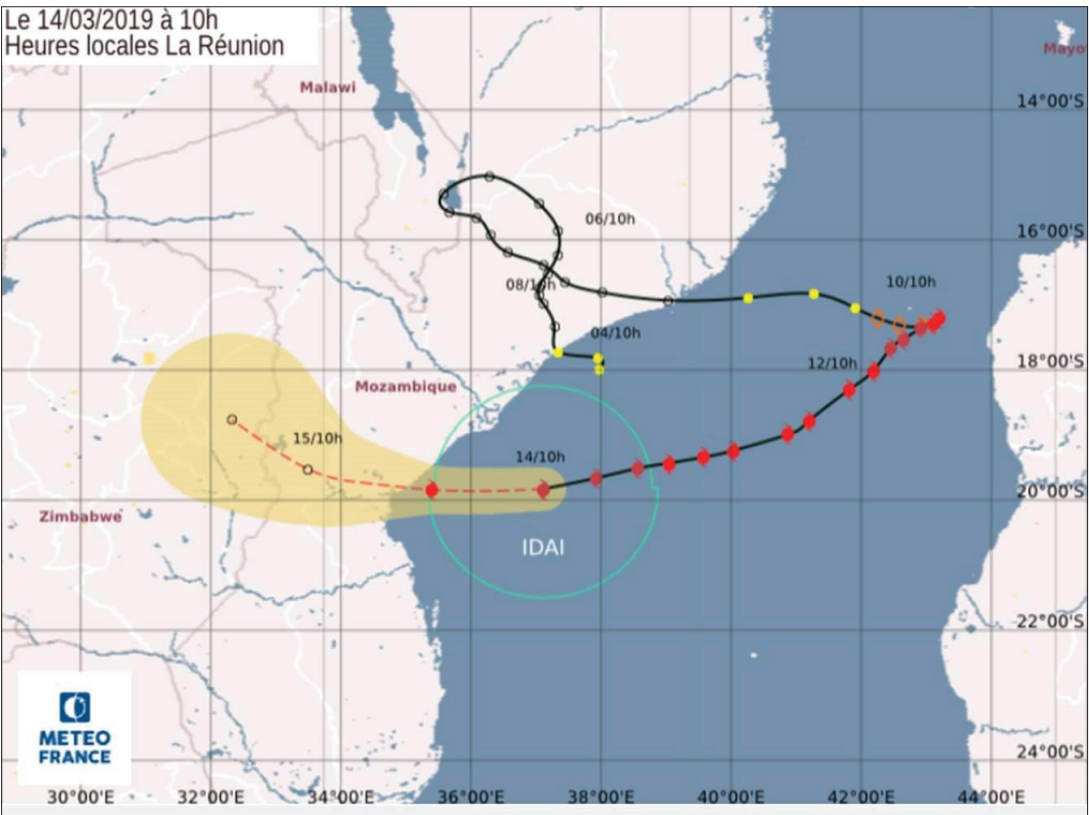 Le 14/03/2019 à 10h
Heures locales La Réunion
Malawi
14°00'S
06/10h
16°00'S
08/10h
10/10h
04/10h
12/10h
18°00'S
Mozambique
15/10h
14/10h
20°00'S
Zimbabwe
IDAI
22°00'S
METEO
FRANCE
24°00'S
30°00'E 32°00'E 34°00'E 36°00'E 38°00'E 40°00'E 42°00'E 44°00'E